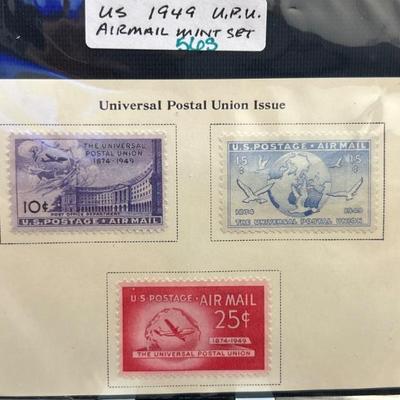 US 1949 U.P.U.
AIRMAIL MINT SET
563
Universal Postal Union Issue
THE UNIVERSAL
POSTAL UNION
1874-1949
10¢
POST OFFICE DEPARTMENT
U.S. POSTAGE-AIR MAIL
U.S. POSTAGE-AIR MAIL
15¢ 15¢
1874 1949
THE UNIVERSAL POSTAL UNION
U.S. POSTAGE-AIR MAIL
25¢
1874-1949
THE UNIVERSAL POSTAL UNION